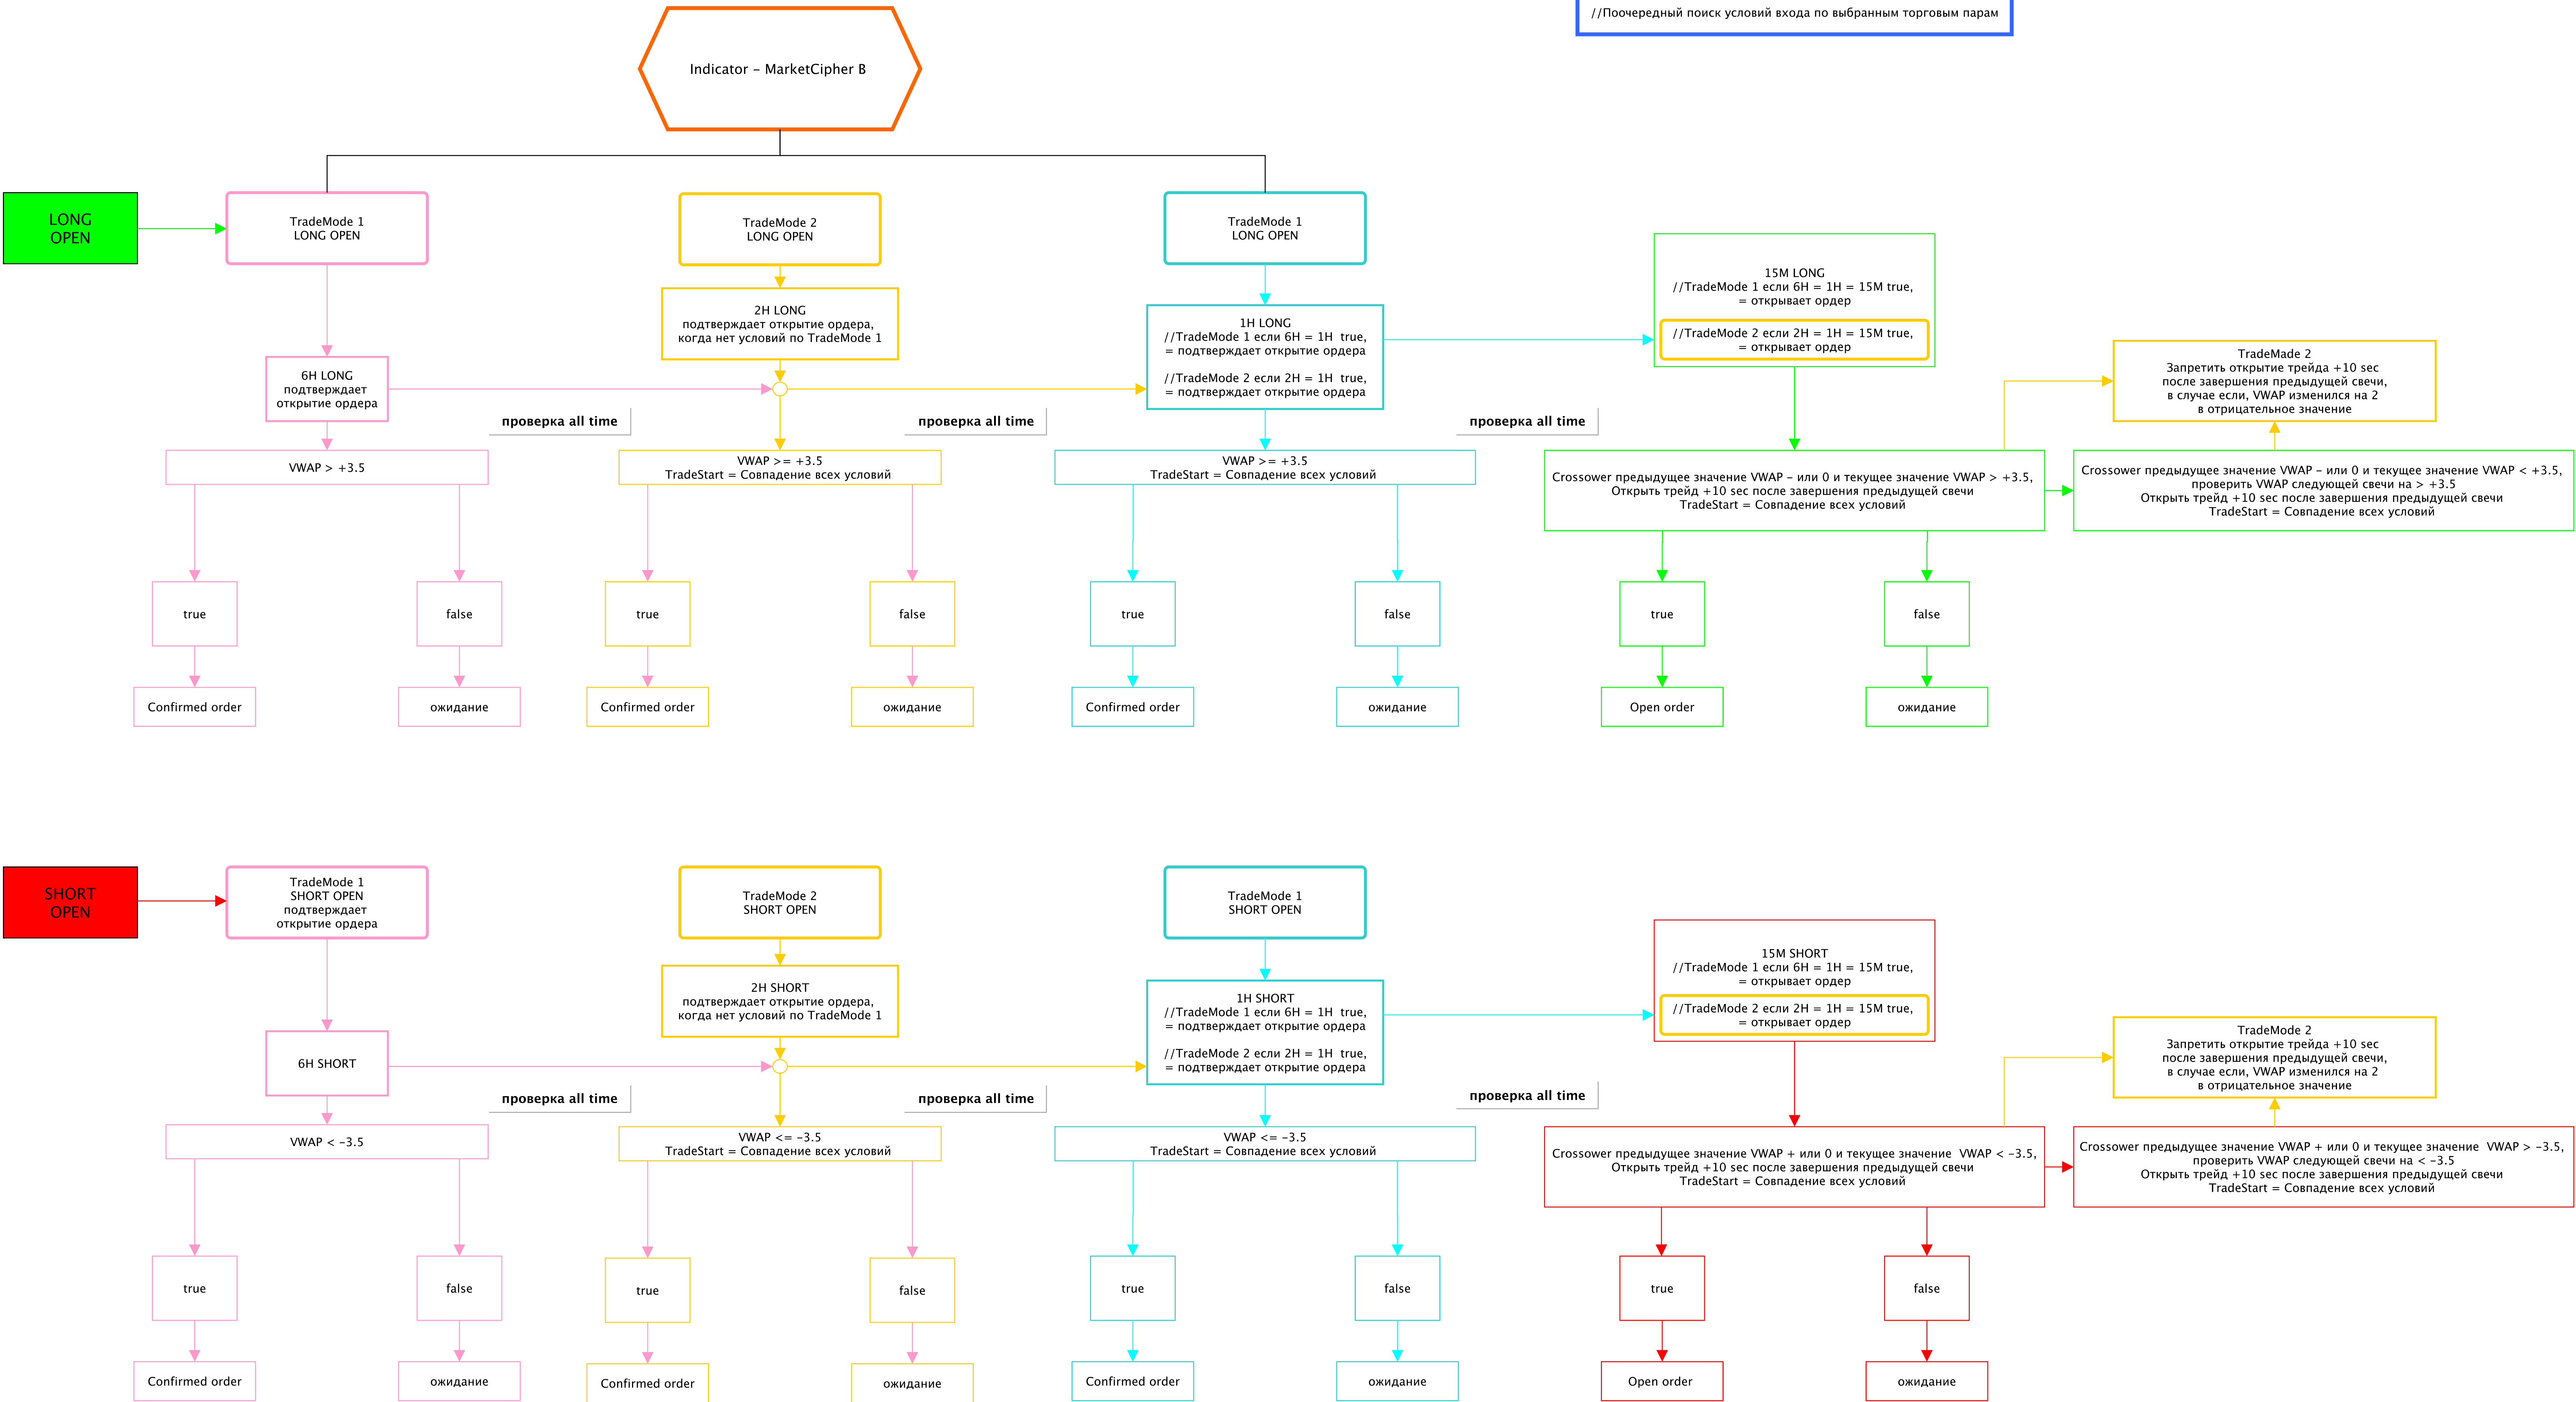 //Поочередный поиск условий входа по выбранным торговым парам
Indicator – MarketCipher B
LONG
OPEN
TradeMode 1
LONG OPEN
TradeMode 2
LONG OPEN
TradeMode 1
LONG OPEN
6H LONG
подтверждает
открытие ордера
2H LONG
подтверждает открытие ордера,
когда нет условий по TradeMode 1
1H LONG
//TradeMode 1 если 6H = 1H  true,
= подтверждает открытие ордера
//TradeMode 2 если 2H = 1H  true,
= подтверждает открытие ордера
15M LONG
//TradeMode 1 если 6H = 1H = 15M true,
= открывает ордер
//TradeMode 2 если 2H = 1H = 15M true,
= открывает ордер
TradeMade 2
Запретить открытие трейда +10 sec
после завершения предыдущей свечи,
в случае если, VWAP изменился на 2
в отрицательное значение
проверка all time
проверка all time
проверка all time
VWAP > +3.5
VWAP >= +3.5
TradeStart = Совпадение всех условий
VWAP >= +3.5
TradeStart = Совпадение всех условий
Crossower предыдущее значение VWAP – или 0 и текущее значение VWAP > +3.5,
Открыть трейд +10 sec после завершения предыдущей свечи
TradeStart = Совпадение всех условий
Crossower предыдущее значение VWAP – или 0 и текущее значение VWAP < +3.5,
проверить VWAP следующей свечи на > +3.5
Открыть трейд +10 sec после завершения предыдущей свечи
TradeStart = Совпадение всех условий
true
false
true
false
true
false
true
false
Confirmed order
ожидание
Confirmed order
ожидание
Confirmed order
ожидание
Open order
ожидание
SHORT
OPEN
TradeMode 1
SHORT OPEN
подтверждает
открытие ордера
TradeMode 2
SHORT OPEN
TradeMode 1
SHORT OPEN
6H SHORT
2H SHORT
подтверждает открытие ордера,
когда нет условий по TradeMode 1
1H SHORT
//TradeMode 1 если 6H = 1H  true,
= подтверждает открытие ордера
//TradeMode 2 если 2H = 1H  true,
= подтверждает открытие ордера
15M SHORT
//TradeMode 1 если 6H = 1H = 15M true,
= открывает ордер
//TradeMode 2 если 2H = 1H = 15M true,
= открывает ордер
TradeMode 2
Запретить открытие трейда +10 sec
после завершения предыдущей свечи,
в случае если, VWAP изменился на 2
в отрицательное значение
проверка all time
проверка all time
проверка all time
VWAP < –3.5
VWAP <= –3.5
TradeStart = Совпадение всех условий
VWAP <= –3.5
TradeStart = Совпадение всех условий
Crossower предыдущее значение VWAP + или 0 и текущее значение  VWAP < –3.5,
Открыть трейд +10 sec после завершения предыдущей свечи
TradeStart = Совпадение всех условий
Crossower предыдущее значение VWAP + или 0 и текущее значение  VWAP > –3.5,
проверить VWAP следующей свечи на < –3.5
Открыть трейд +10 sec после завершения предыдущей свечи
TradeStart = Совпадение всех условий
true
false
true
false
true
false
true
false
Confirmed order
ожидание
Confirmed order
ожидание
Confirmed order
ожидание
Open order
ожидание